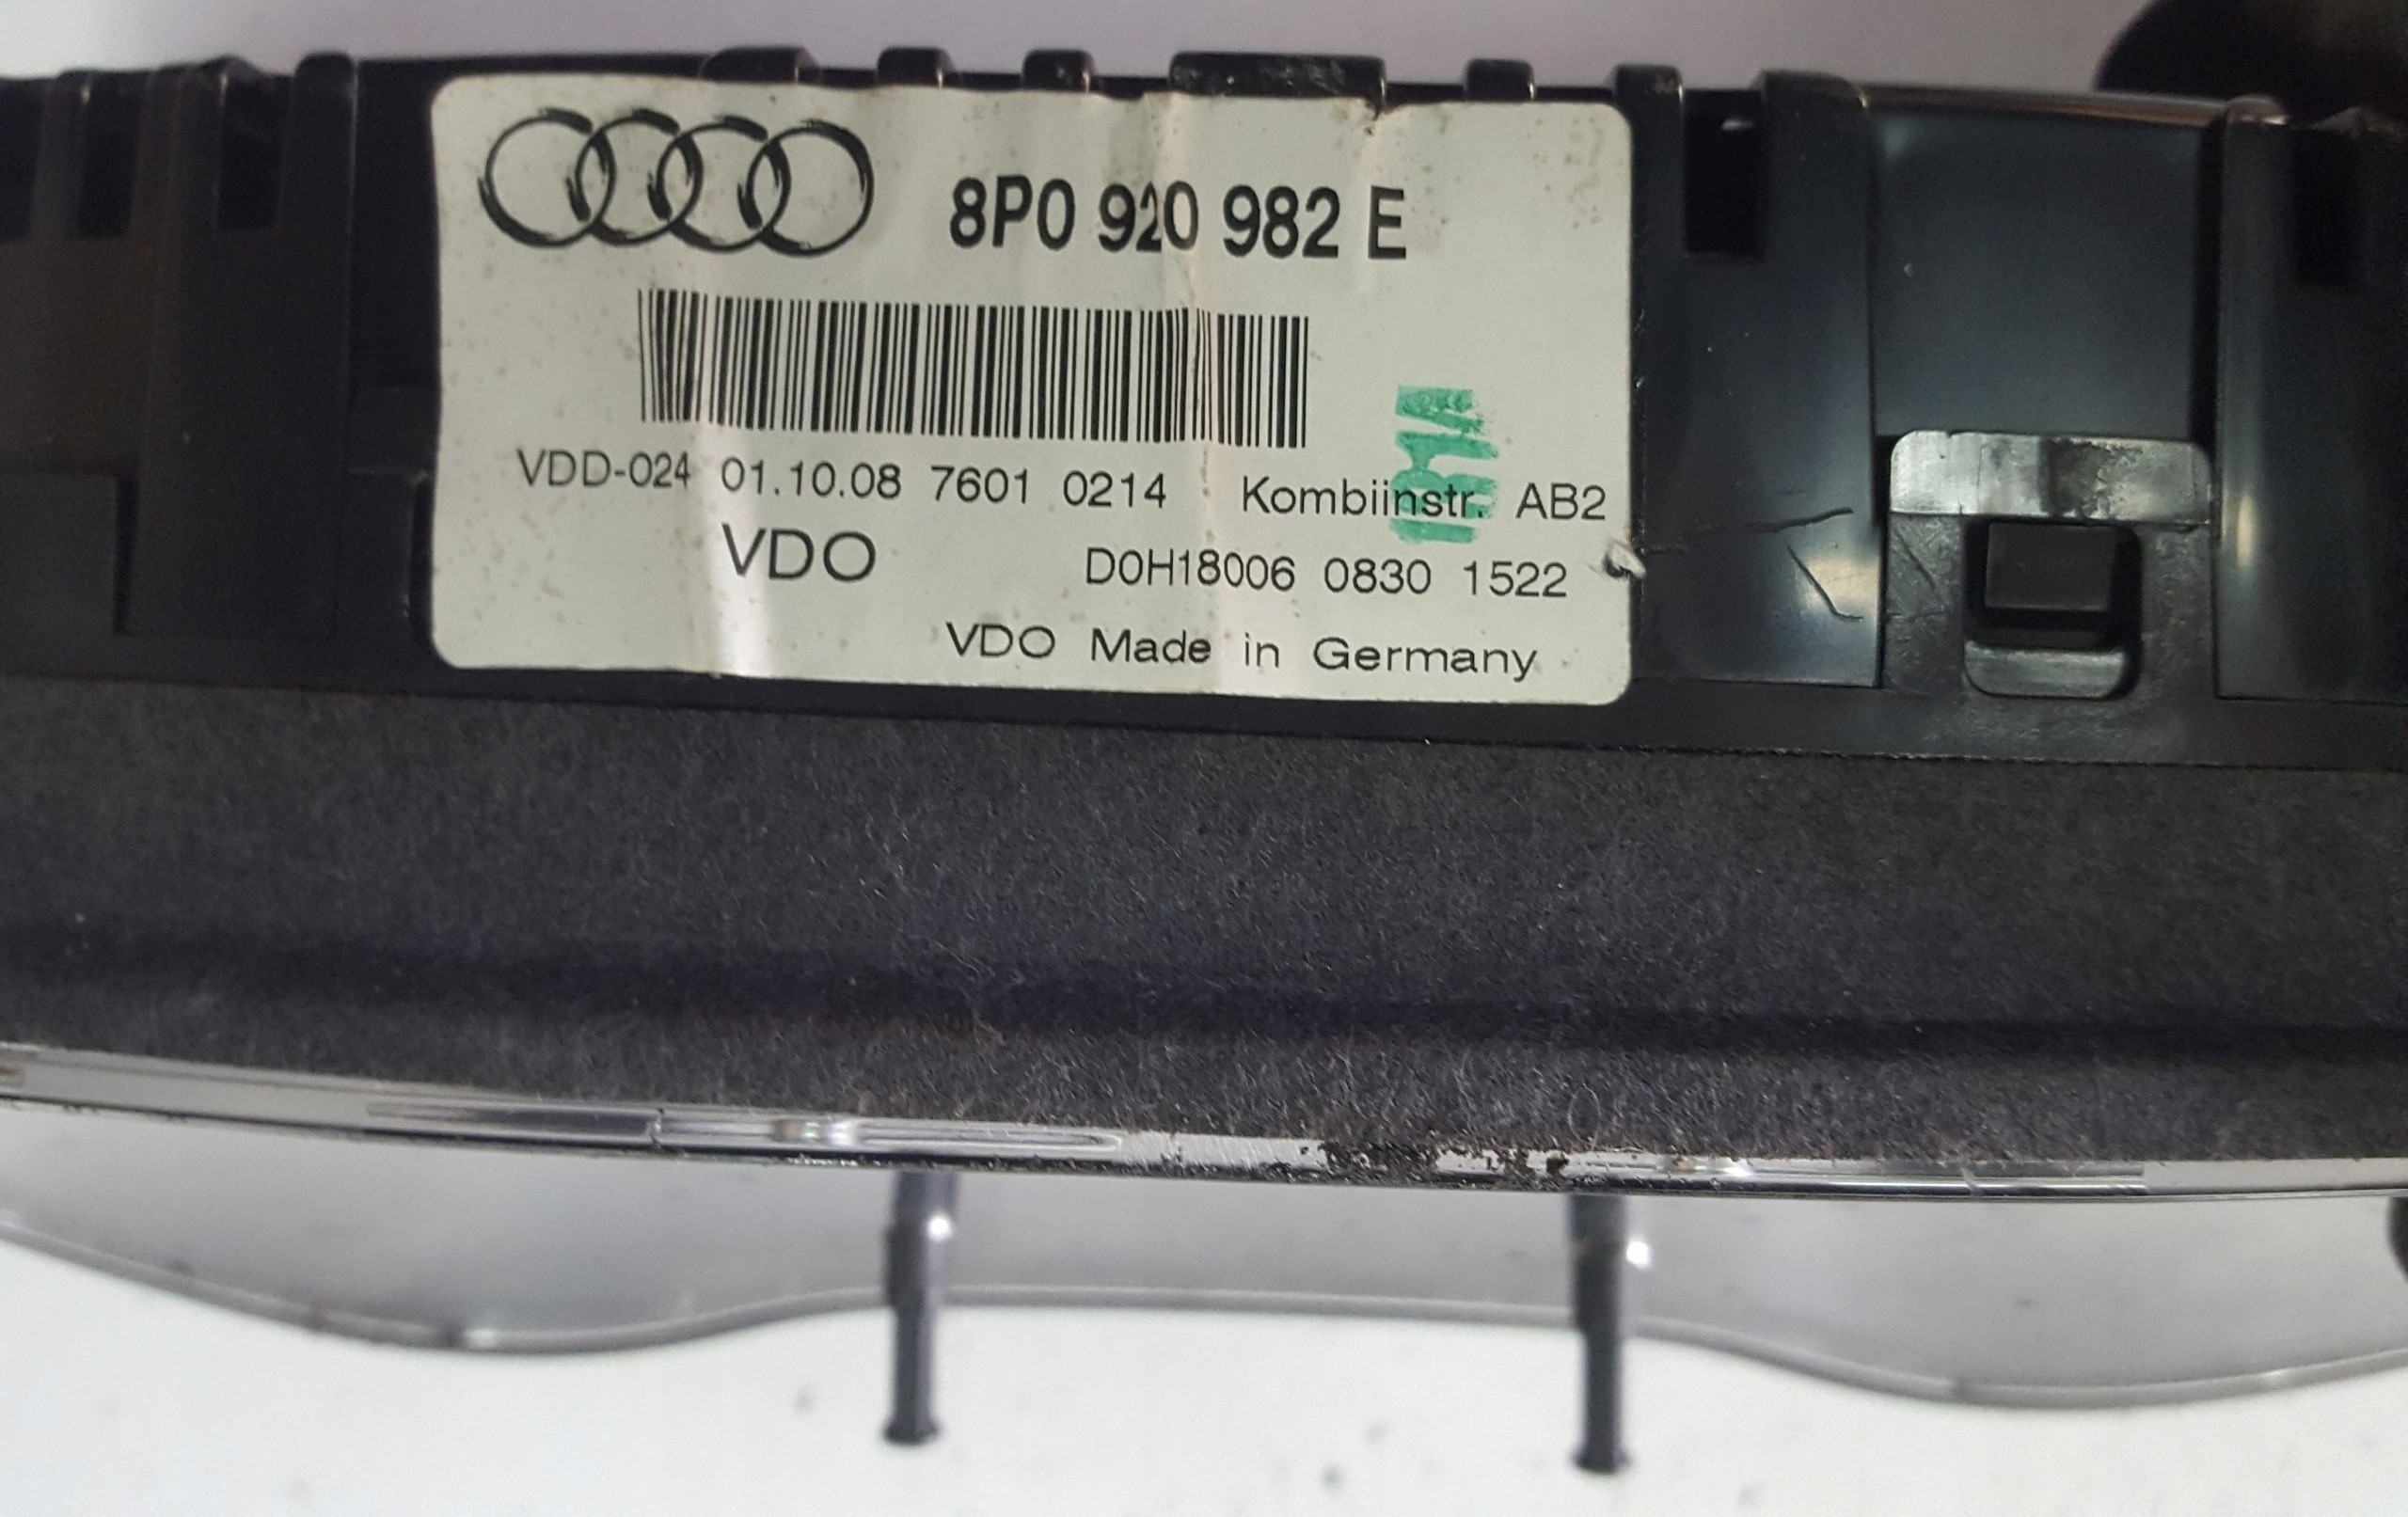 8P0 920 982 E
VDD-024 01.10.08 7601 0214 Kombiinstr. AB2
VDO D0H18006 0830 1522
VDO Made in Germany